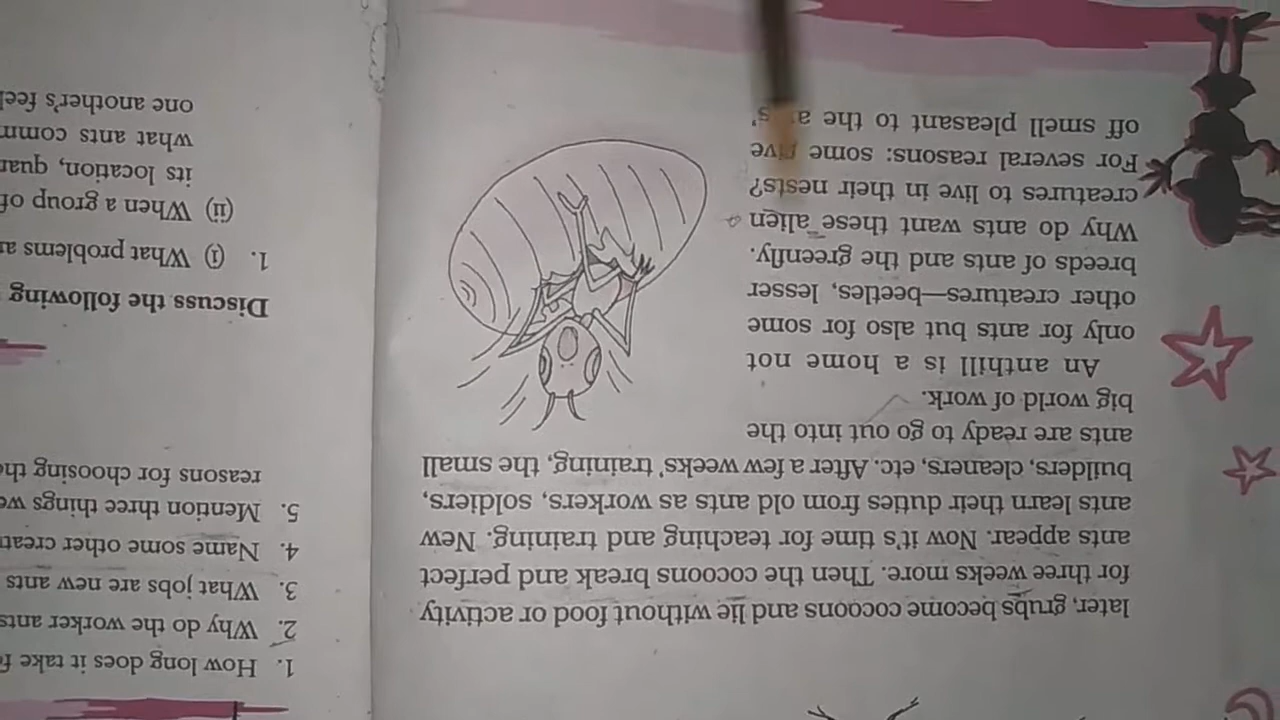 later, grubs become cocoons and lie without food or activity
for three weeks more. Then the cocoons break and perfect
ants appear. Now it's time for teaching and training. New
ants learn their duties from old ants as workers, soldiers,
builders, cleaners, etc. After a few weeks' training, the small
ants are ready to go out into the
big world of work.
An anthill is a home not
only for ants but also for some
other creatures—beetles, lesser
breeds of ants and the greenfly.
Why do ants want these alien
creatures to live in their nests?
For several reasons: some give
off smell pleasant to the
1. How long does it take
2. Why do the worker ants
3. What jobs are new ants
4. Name some other
5. Mention three things
reasons for choosing
Discuss the following
1. (i) What problems
(ii) When a group of
its location,
what ants
one another's